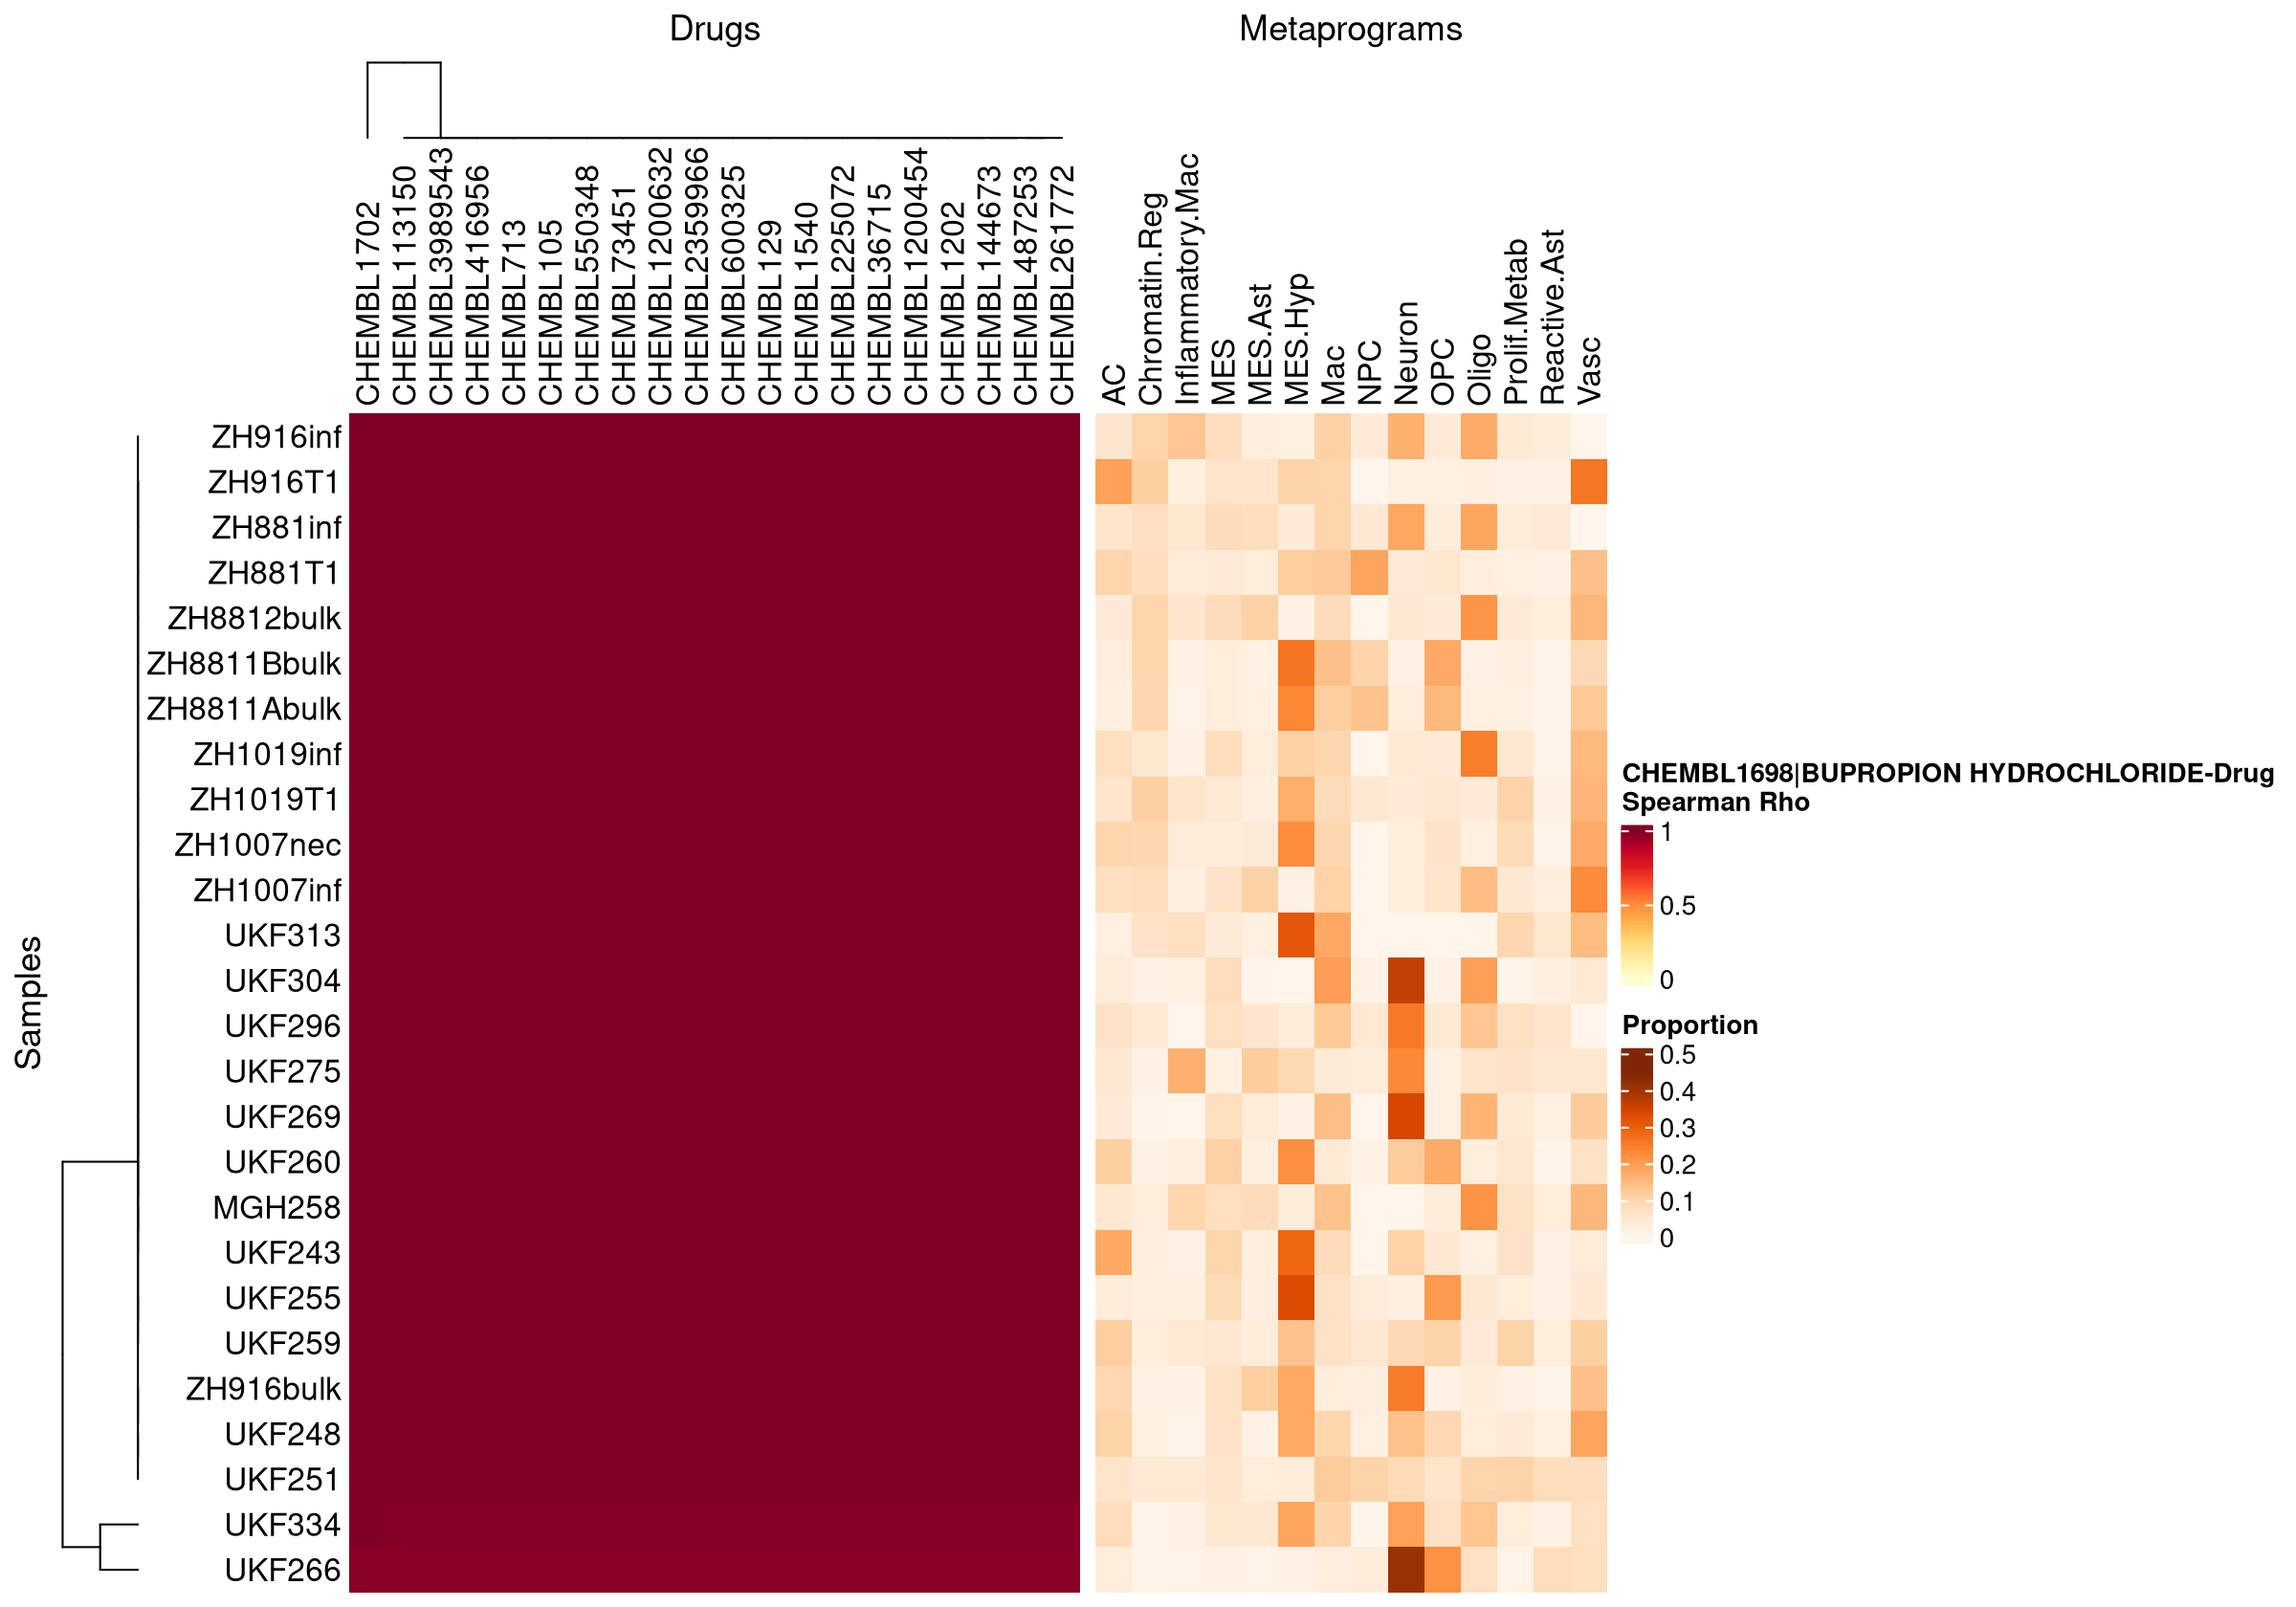 Drugs
Metaprograms
CHEMBL1702
CHEMBL113150
CHEMBL3989543
CHEMBL416956
CHEMBL713
CHEMBL105
CHEMBL550348
CHEMBL73451
CHEMBL1200632
CHEMBL2359966
CHEMBL600325
CHEMBL129
CHEMBL1540
CHEMBL225072
CHEMBL36715
CHEMBL1200454
CHEMBL1202
CHEMBL144673
CHEMBL487253
CHEMBL261772
AC
Chromatin.Reg
Inflammatory.Mac
MES
MES.Ast
MES.Hyp
Mac
NPC
Neuron
OPC
Oligo
Prolif.Metab
Reactive.Ast
Vasc
Samples
ZH916inf
ZH916T1
ZH881inf
ZH881T1
ZH8812bulk
ZH8811Bbulk
ZH8811Abulk
ZH1019inf
ZH1019T1
ZH1007nec
ZH1007inf
UKF313
UKF304
UKF296
UKF275
UKF269
UKF260
MGH258
UKF243
UKF255
UKF259
ZH916bulk
UKF248
UKF251
UKF334
UKF266
CHEMBL1698|BUPROPION HYDROCHLORIDE-Drug
Spearman Rho
1
0.5
0
Proportion
0.5
0.4
0.3
0.2
0.1
0